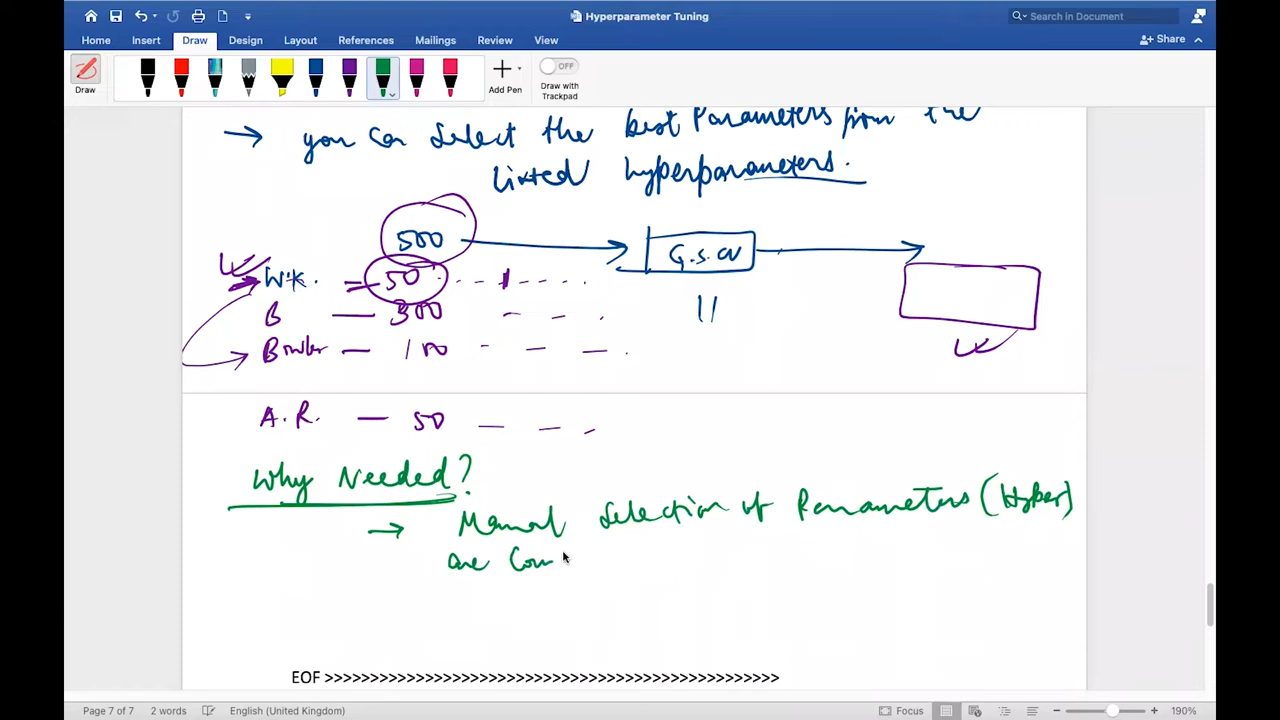 Hyperparameter Tuning
Search in Document
Home Insert Draw Design Layout References Mailings Review View
Share
Draw
OFF
Add Pen
Draw with Trackpad
→ you can select the best Parameters from the
listed hyperparameters.
500 → G.S.CV →
W.K. = 50
B — 300
Bowler — 100
A.R. — 50
Why Needed?
→ Manual Selection of Parameters (Hyper)
are Com
EOF >>>>>>>>>>>>>>>>>>>>>>>>>>>>>>>>>>>>>>>>>>>>>>>>>>
Page 7 of 7 2 words English (United Kingdom) Focus 190%